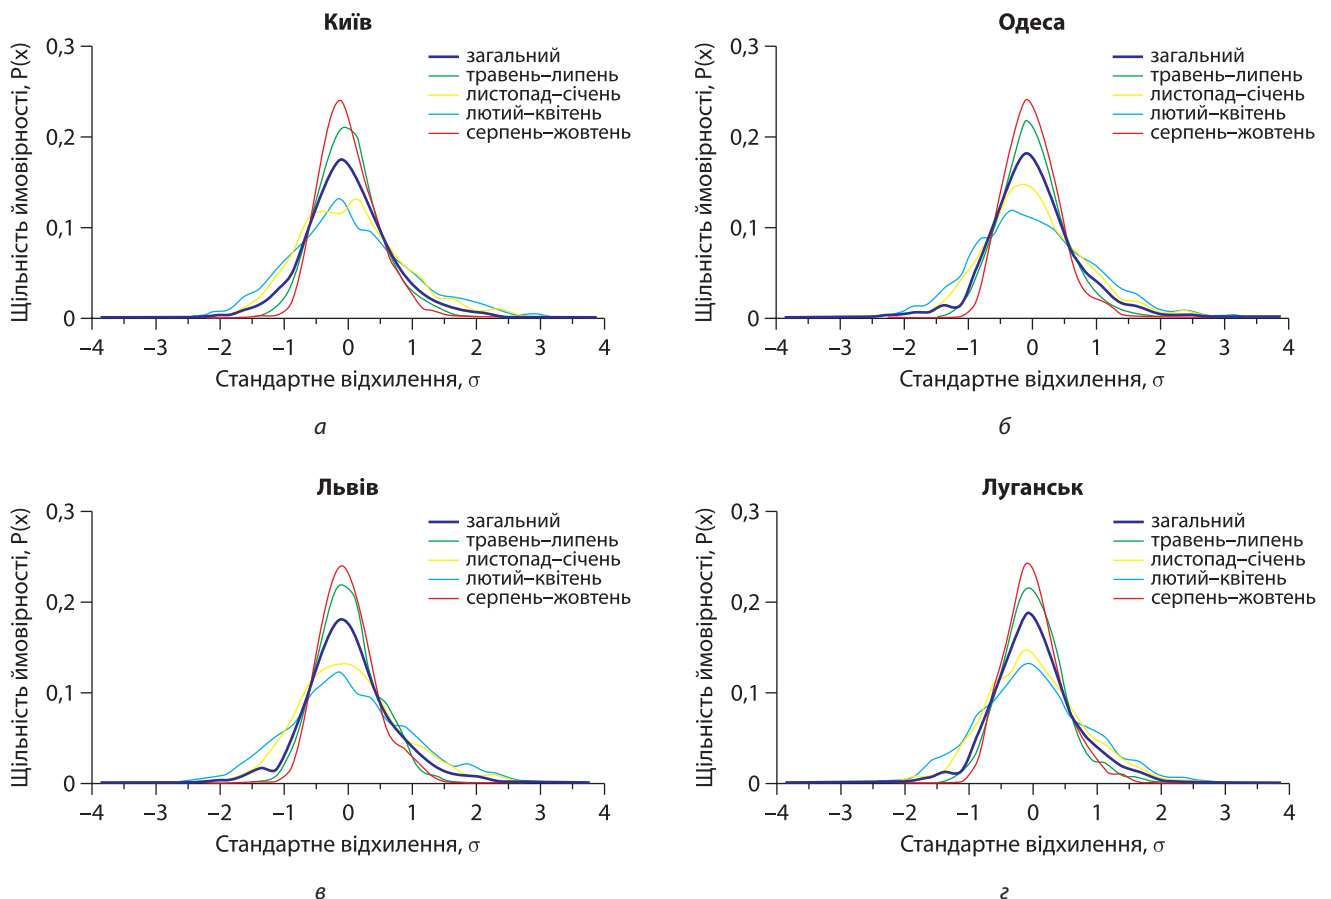 Київ
Щільність ймовірності, P(x)
0,3
0,2
0,1
0
загальний
травень–липень
листопад–січень
лютий–квітень
серпень–жовтень
–4 –3 –2 –1 0 1 2 3 4
Стандартне відхилення, σ
а
Одеса
Щільність ймовірності, P(x)
0,3
0,2
0,1
0
загальний
травень–липень
листопад–січень
лютий–квітень
серпень–жовтень
–4 –3 –2 –1 0 1 2 3 4
Стандартне відхилення, σ
б
Львів
Щільність ймовірності, P(x)
0,3
0,2
0,1
0
загальний
травень–липень
листопад–січень
лютий–квітень
серпень–жовтень
–4 –3 –2 –1 0 1 2 3 4
Стандартне відхилення, σ
в
Луганськ
Щільність ймовірності, P(x)
0,3
0,2
0,1
0
загальний
травень–липень
листопад–січень
лютий–квітень
серпень–жовтень
–4 –3 –2 –1 0 1 2 3 4
Стандартне відхилення, σ
г